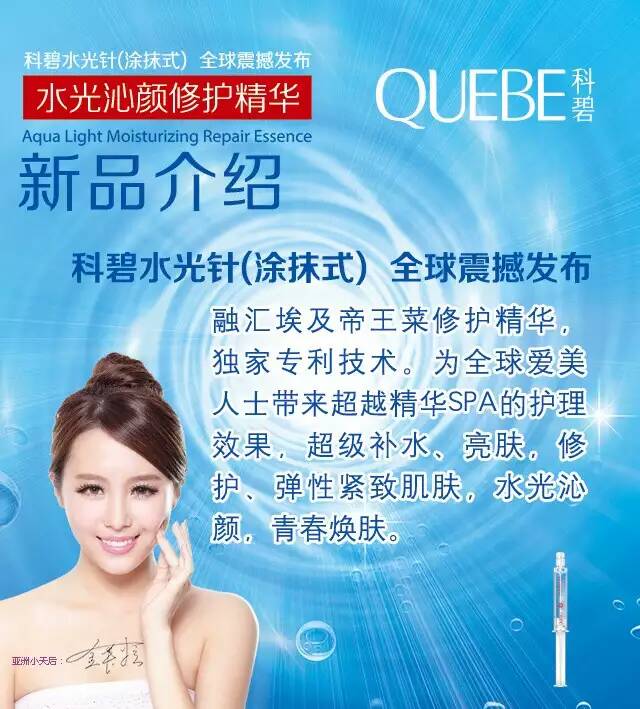 科碧水光针(涂抹式) 全球震撼发布
水光沁颜修护精华
Aqua Light Moisturizing Repair Essence
新品介绍
QUEBE科碧
科碧水光针(涂抹式) 全球震撼发布
融汇埃及帝王菜修护精华，
独家专利技术。为全球爱美
人士带来超越精华SPA的护理
效果，超级补水、亮肤，修
护、弹性紧致肌肤，水光沁
颜，青春焕肤。
亚洲小天后：